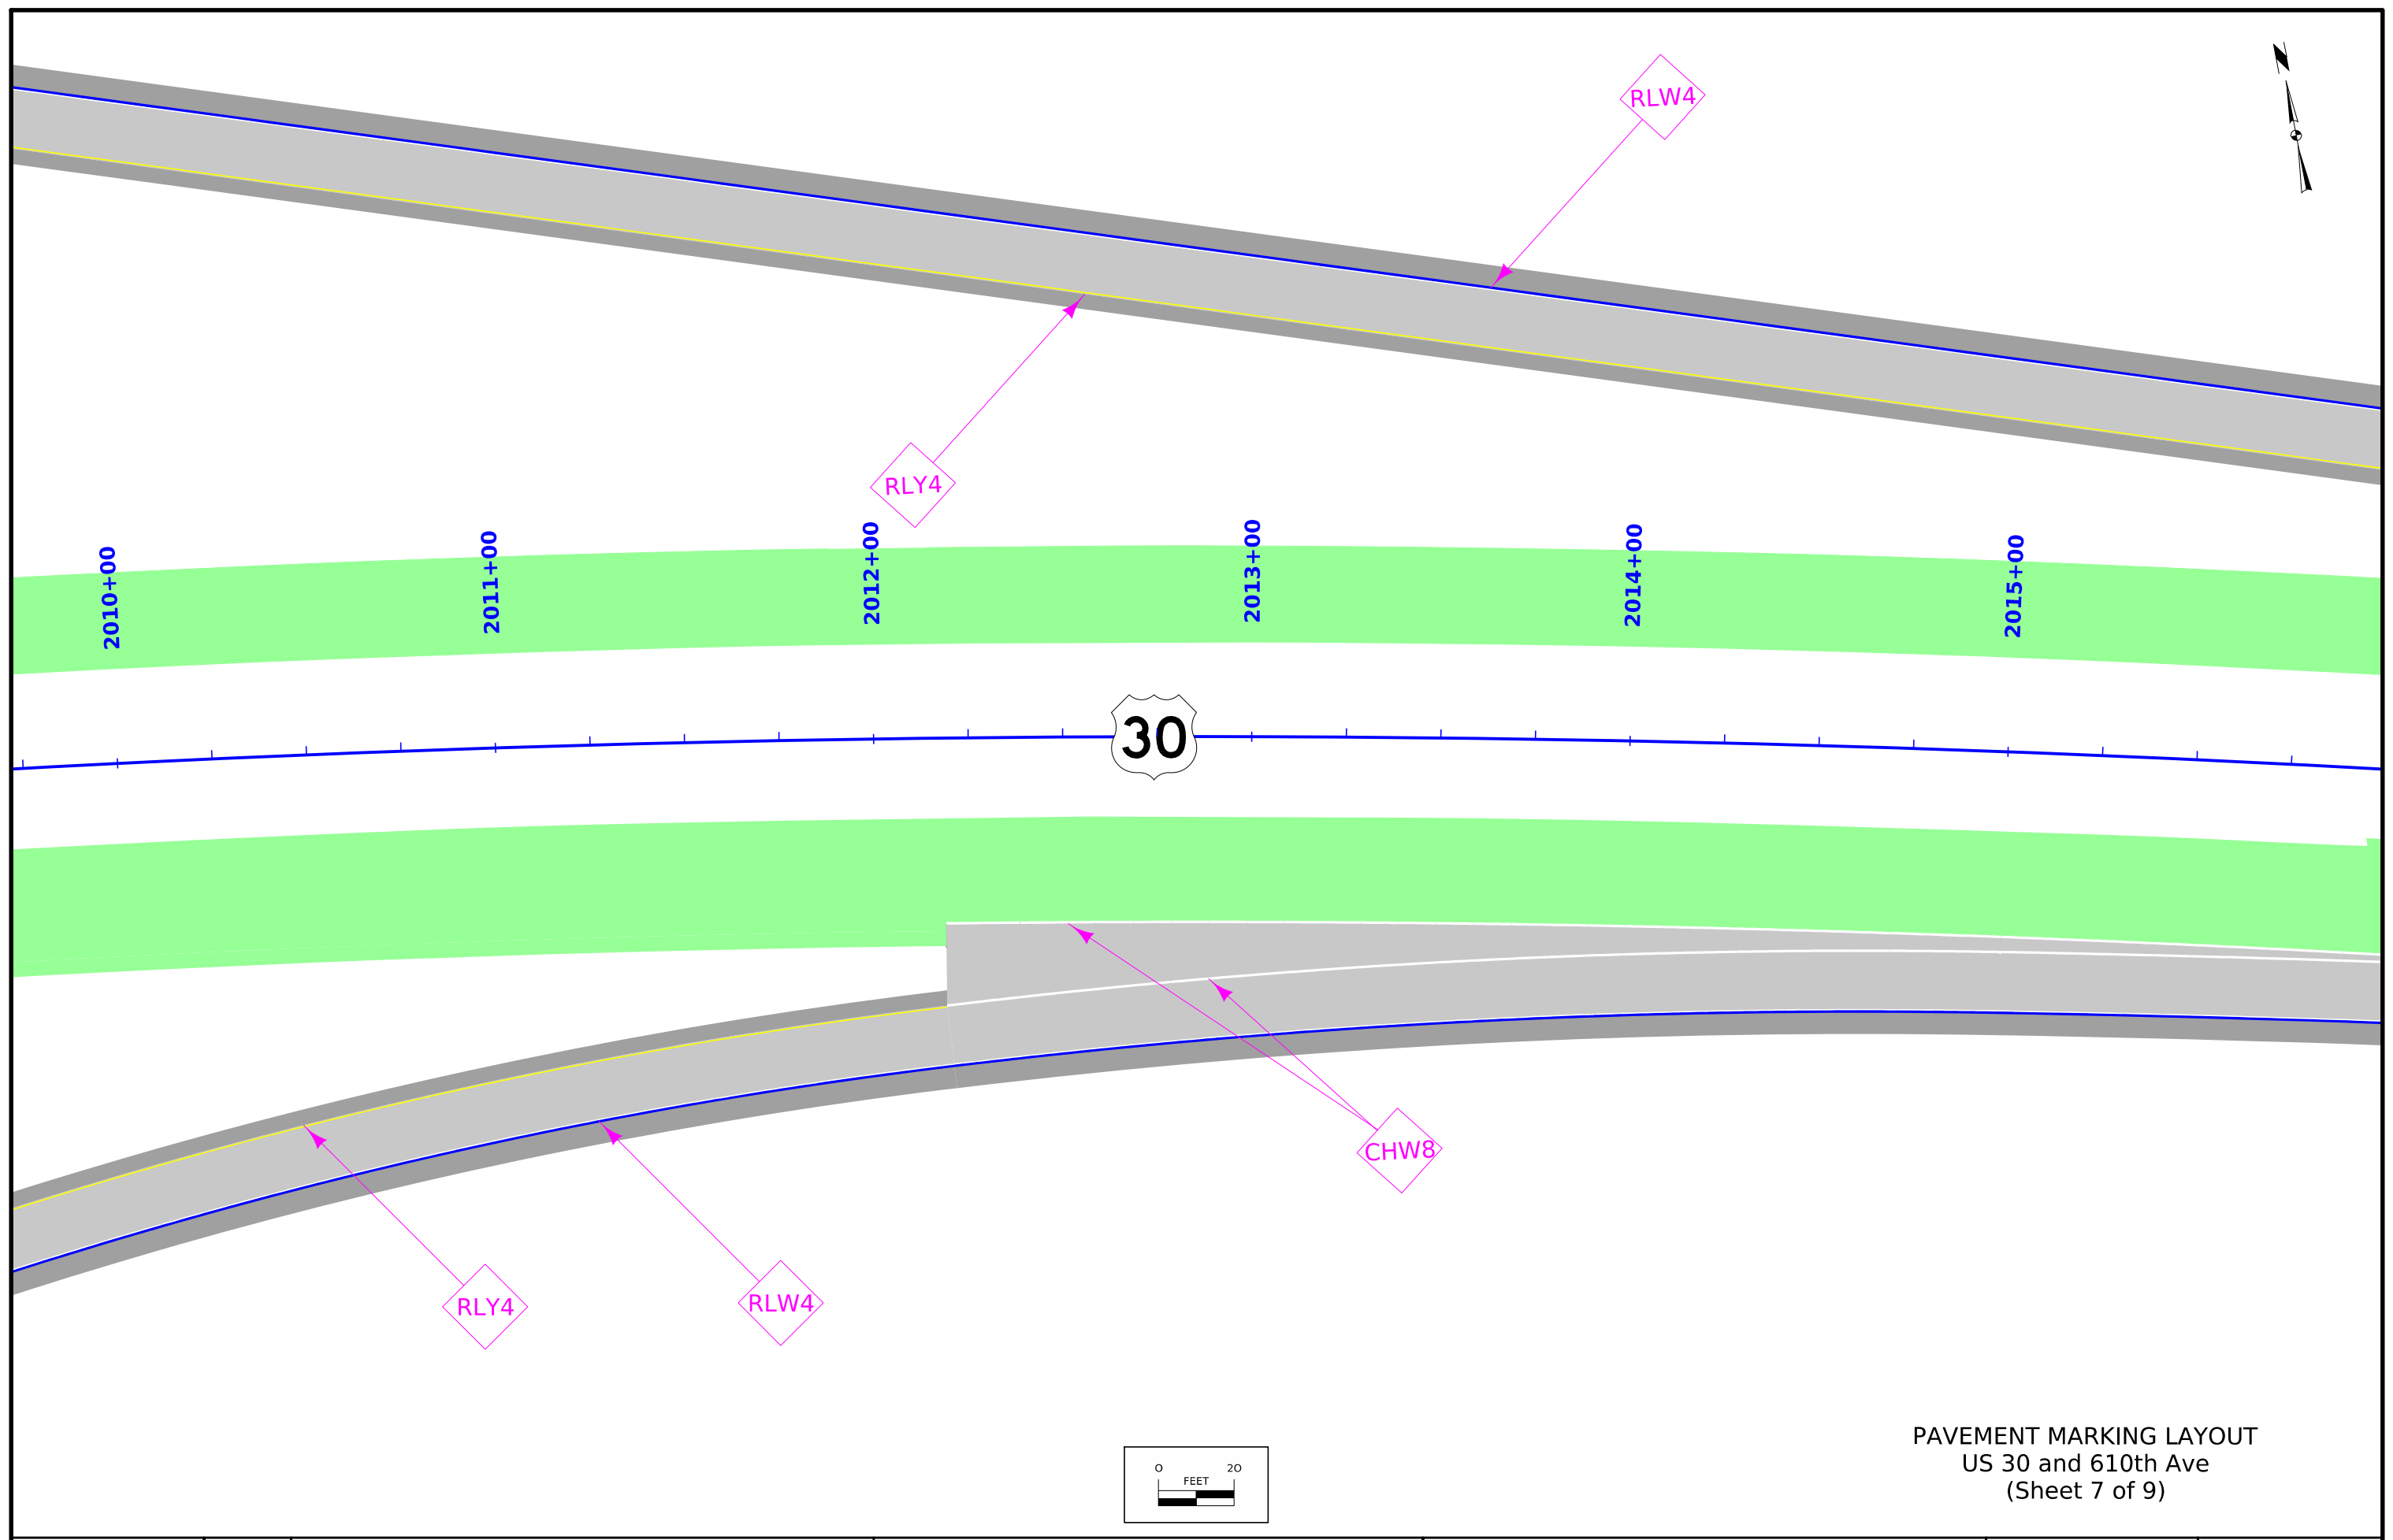 N
RLW4
RLY4
2010+00
2011+00
2012+00
2013+00
2014+00
2015+00
30
CHW8
RLY4
RLW4
0 20
FEET
PAVEMENT MARKING LAYOUT
US 30 and 610th Ave
(Sheet 7 of 9)